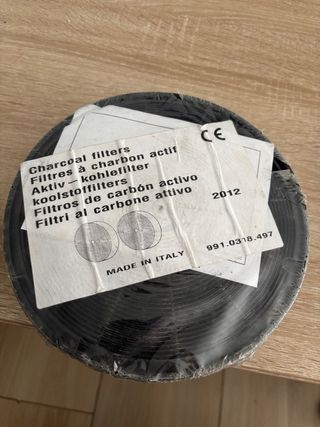 Charcoal filters
Filtres à charbon actif
Aktiv - kohlefilter
koolstoffilters
Filtros de carbón activo
Filtri al carbone attivo
CE
2012
MADE IN ITALY
991.0318.497